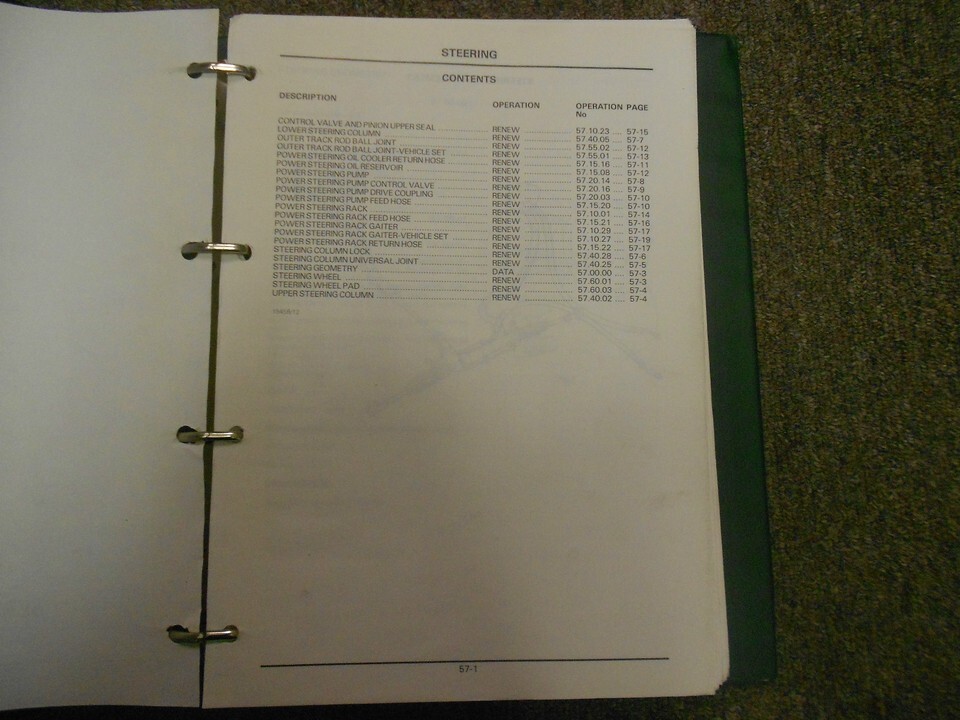 STEERING
CONTENTS
DESCRIPTION OPERATION OPERATION PAGE
No
CONTROL VALVE AND PINION UPPER SEAL ..... RENEW ..... 57.10.23 .... 57-15
LOWER STEERING COLUMN ..... RENEW ..... 57.40.05 .... 57-7
OUTER TRACK ROD BALL JOINT ..... RENEW ..... 57.55.02 .... 57-12
OUTER TRACK ROD BALL JOINT-VEHICLE SET ..... RENEW ..... 57.55.01 .... 57-13
POWER STEERING OIL COOLER RETURN HOSE ..... RENEW ..... 57.15.16 .... 57-11
POWER STEERING OIL RESERVOIR ..... RENEW ..... 57.15.08 .... 57-12
POWER STEERING PUMP ..... RENEW ..... 57.20.14 .... 57-8
POWER STEERING PUMP CONTROL VALVE ..... RENEW ..... 57.20.16 .... 57-9
POWER STEERING PUMP DRIVE COUPLING ..... RENEW ..... 57.20.03 .... 57-10
POWER STEERING PUMP FEED HOSE ..... RENEW ..... 57.15.20 .... 57-10
POWER STEERING RACK ..... RENEW ..... 57.10.01 .... 57-14
POWER STEERING RACK FEED HOSE ..... RENEW ..... 57.15.21 .... 57-16
POWER STEERING RACK GAITER ..... RENEW ..... 57.10.29 .... 57-17
POWER STEERING RACK GAITER-VEHICLE SET ..... RENEW ..... 57.10.27 .... 57-19
POWER STEERING RACK RETURN HOSE ..... RENEW ..... 57.15.22 .... 57-17
STEERING COLUMN LOCK ..... RENEW ..... 57.40.28 .... 57-6
STEERING COLUMN UNIVERSAL JOINT ..... RENEW ..... 57.40.25 .... 57-5
STEERING GEOMETRY ..... DATA ..... 57.00.00 .... 57-3
STEERING WHEEL ..... RENEW ..... 57.60.01 .... 57-3
STEERING WHEEL PAD ..... RENEW ..... 57.60.03 .... 57-4
UPPER STEERING COLUMN ..... RENEW ..... 57.40.02 .... 57-4
57-1